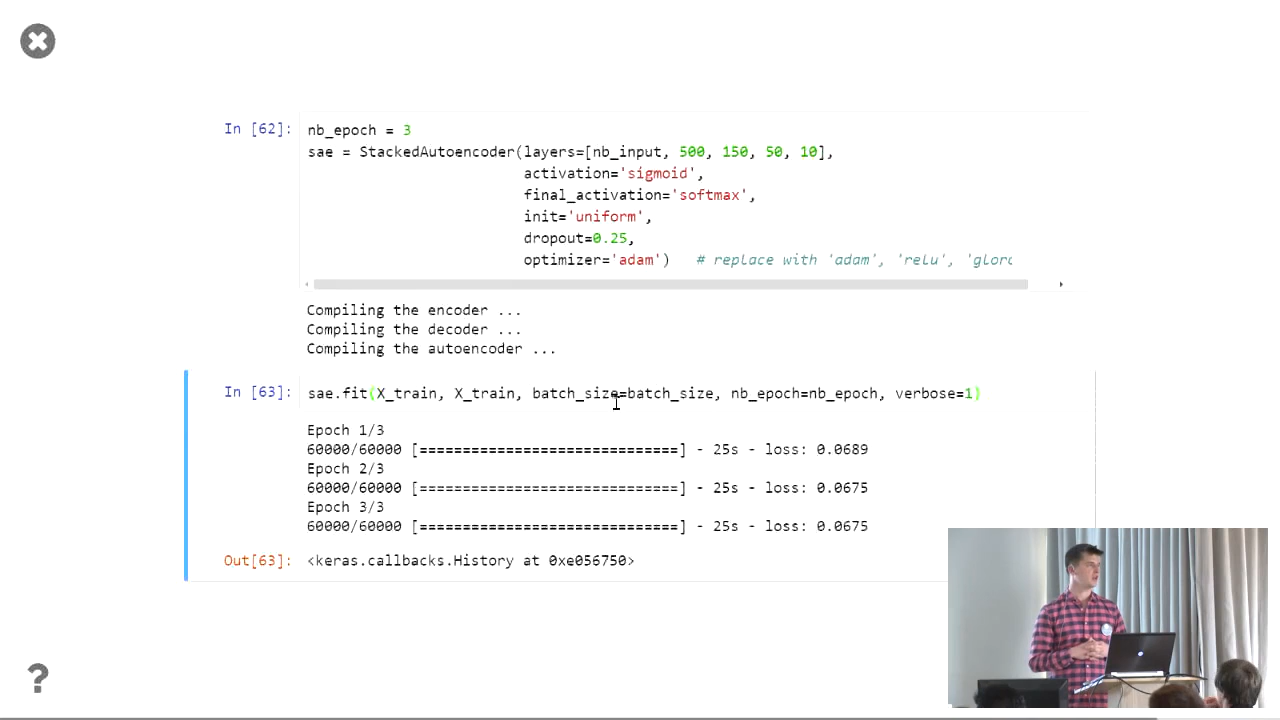 In [62]: nb_epoch = 3
sae = StackedAutoencoder(layers=[nb_input, 500, 150, 50, 10],
activation='sigmoid',
final_activation='softmax',
init='uniform',
dropout=0.25,
optimizer='adam') # replace with 'adam', 'relu', 'gloro
Compiling the encoder ...
Compiling the decoder ...
Compiling the autoencoder ...
In [63]: sae.fit(X_train, X_train, batch_size=batch_size, nb_epoch=nb_epoch, verbose=1)
Epoch 1/3
60000/60000 [==============================] - 25s - loss: 0.0689
Epoch 2/3
60000/60000 [==============================] - 25s - loss: 0.0675
Epoch 3/3
60000/60000 [==============================] - 25s - loss: 0.0675
Out[63]: <keras.callbacks.History at 0xe056750>
?